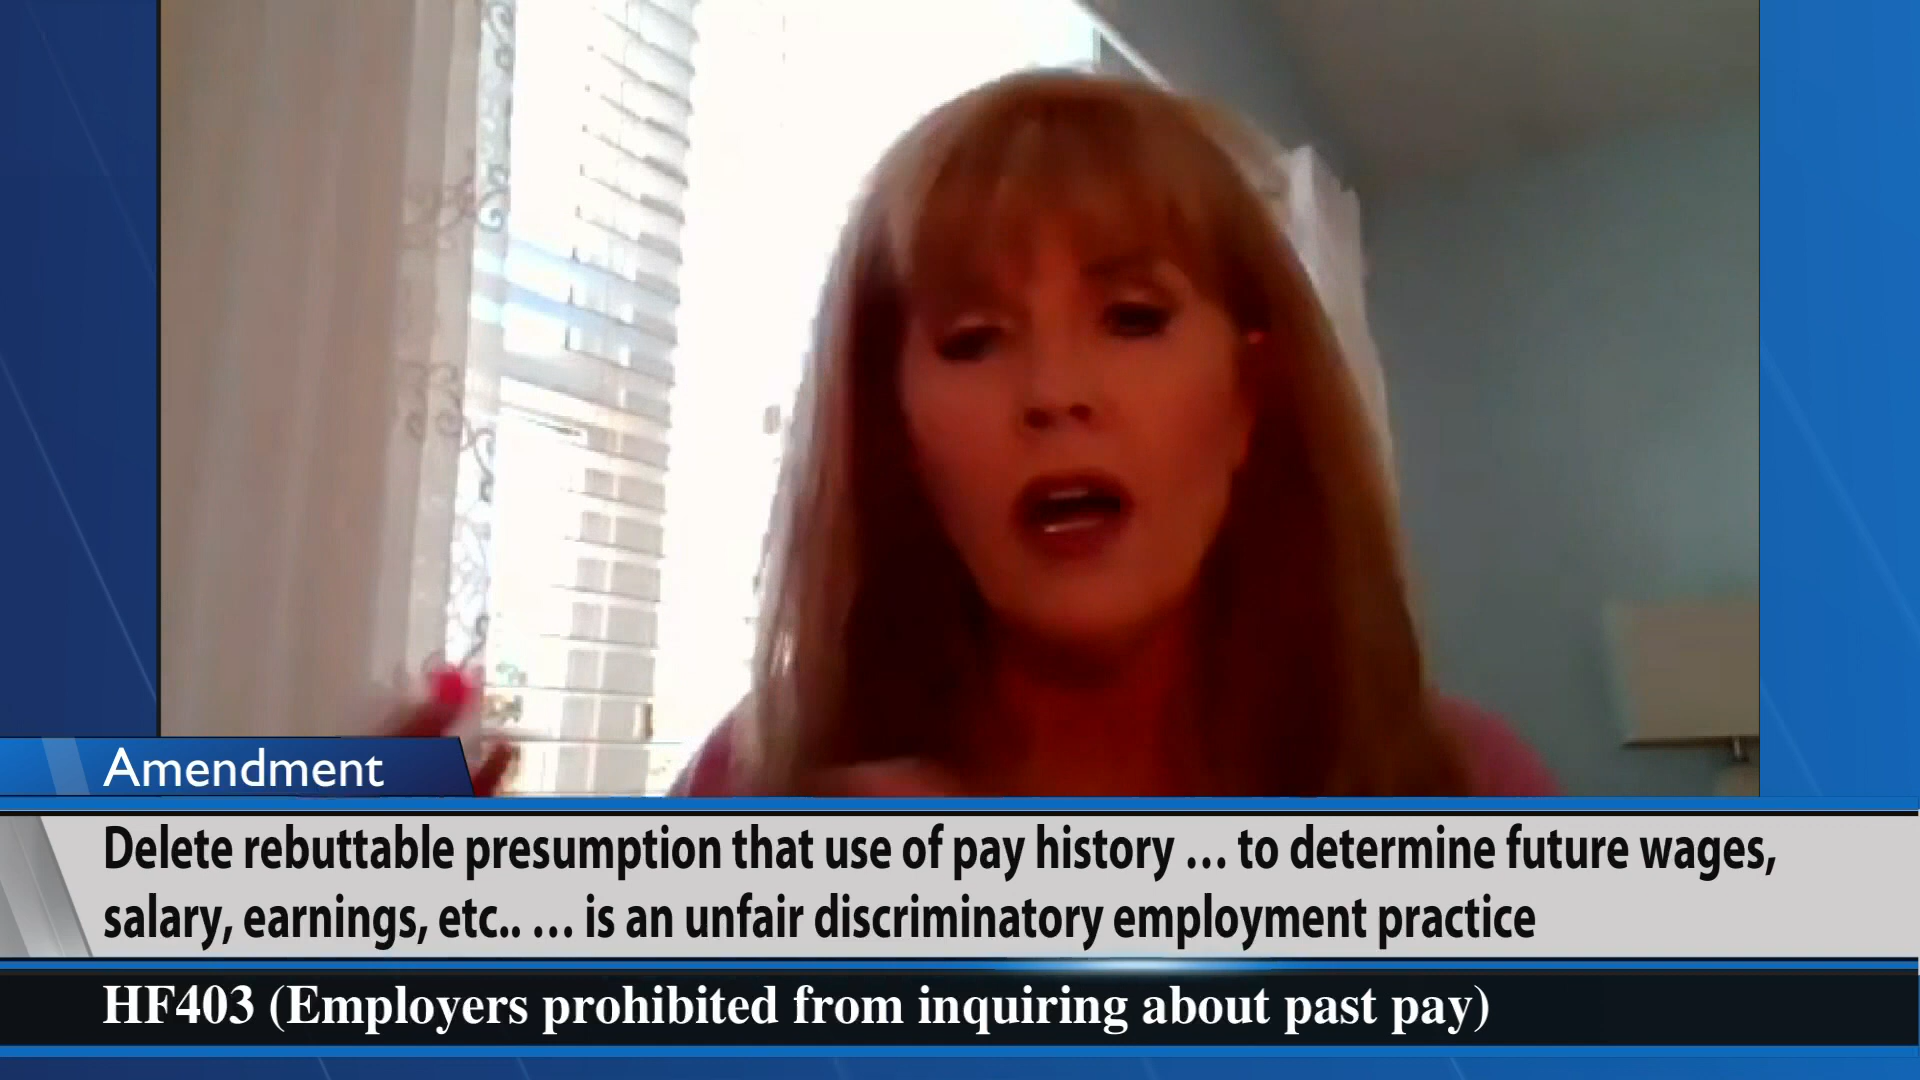 Amendment
Delete rebuttable presumption that use of pay history … to determine future wages,
salary, earnings, etc.. … is an unfair discriminatory employment practice
HF403 (Employers prohibited from inquiring about past pay)